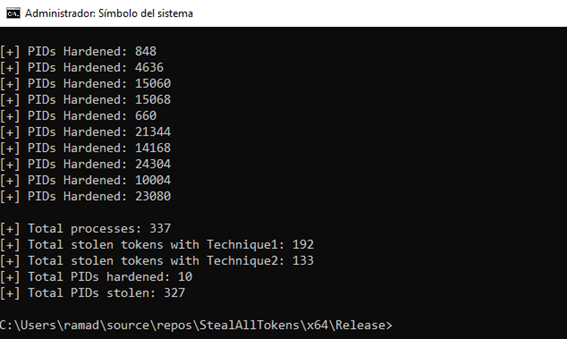 Administrador: Símbolo del sistema
[+] PIDs Hardened: 848
[+] PIDs Hardened: 4636
[+] PIDs Hardened: 15060
[+] PIDs Hardened: 15068
[+] PIDs Hardened: 660
[+] PIDs Hardened: 21344
[+] PIDs Hardened: 14168
[+] PIDs Hardened: 24304
[+] PIDs Hardened: 10004
[+] PIDs Hardened: 23080
[+] Total processes: 337
[+] Total stolen tokens with Technique1: 192
[+] Total stolen tokens with Technique2: 133
[+] Total PIDs hardened: 10
[+] Total PIDs stolen: 327
C:\Users\ramad\source\repos\StealAllTokens\x64\Release>